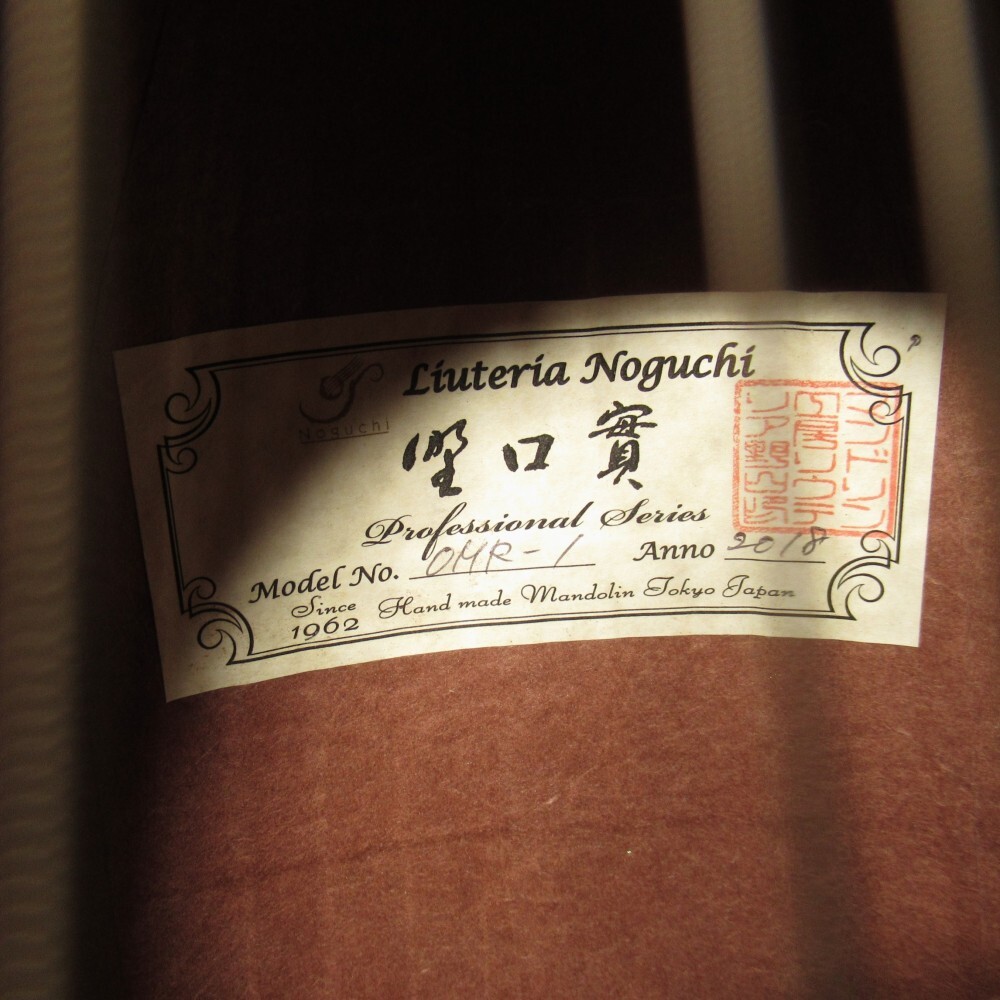 Liuteria Noguchi
Noguchi
野口實
Professional Series
Model No. OMR-1 Anno 2018
Since 1962 Hand made Mandolin Tokyo Japan